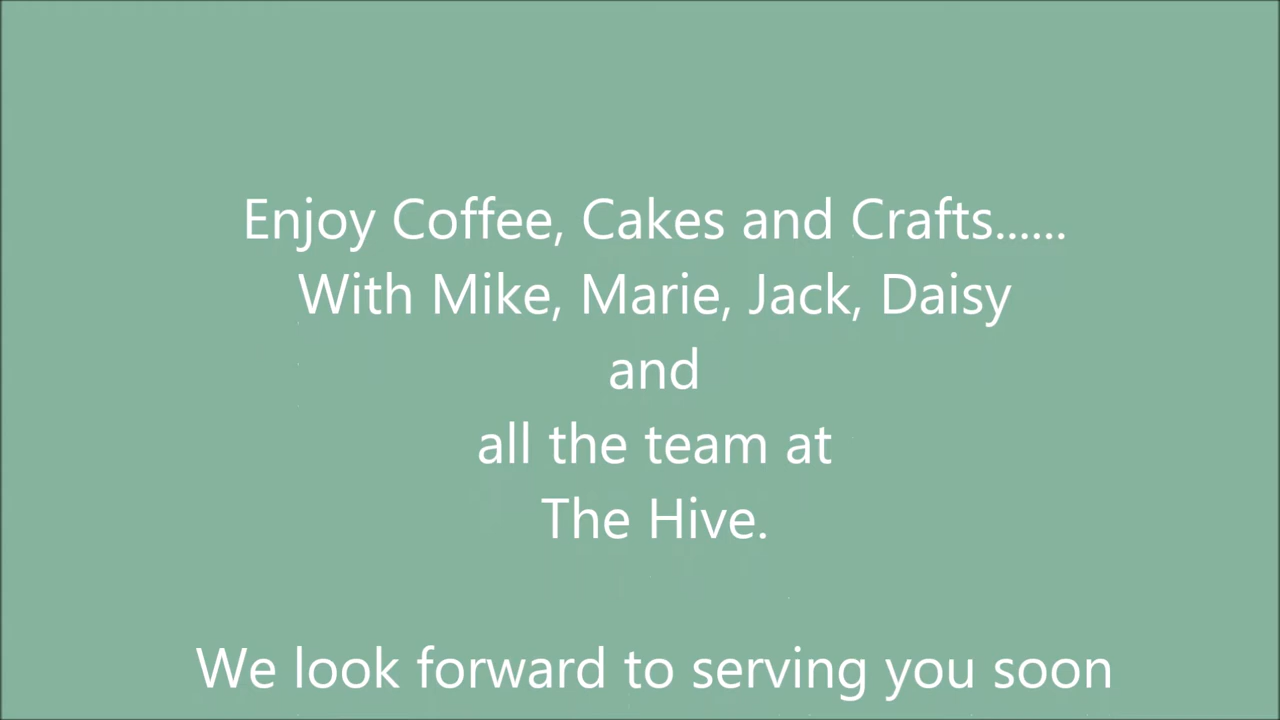 Enjoy Coffee, Cakes and Crafts......
With Mike, Marie, Jack, Daisy
and
all the team at
The Hive.
We look forward to serving you soon